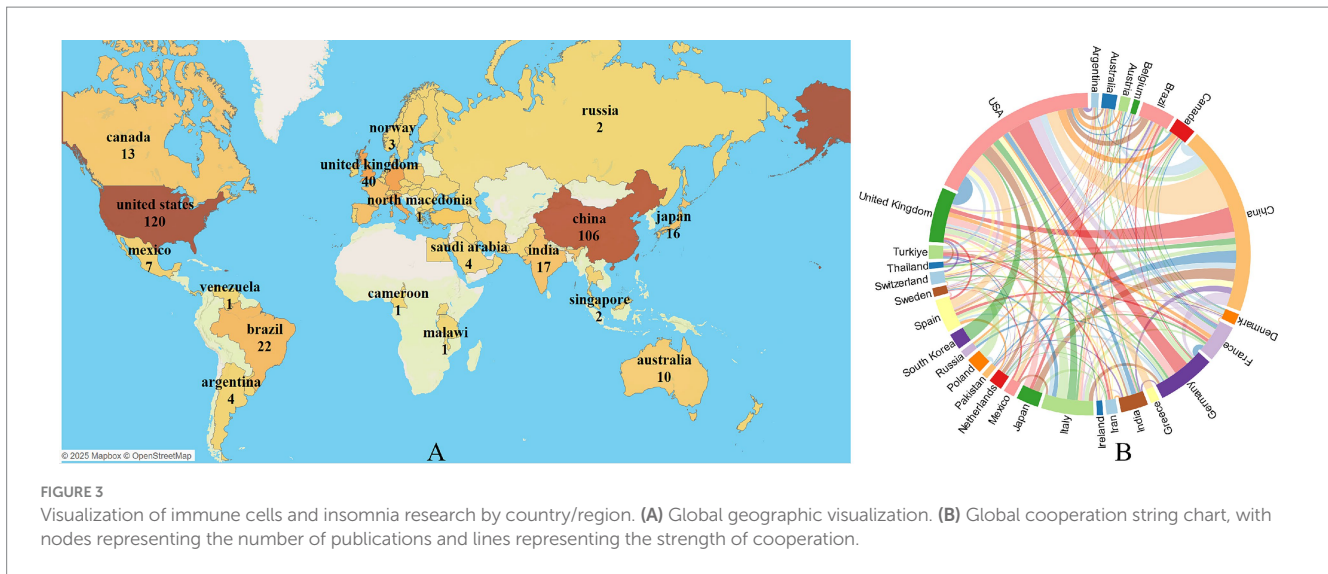 canada
13
united states
120
mexico
7
venezuela
1
brazil
22
argentina
4
norway
3
united kingdom
40
north macedonia
1
russia
2
china
106
japan
16
saudi arabia
4
india
17
cameroon
1
malawi
1
singapore
2
australia
10
© 2025 Mapbox © OpenStreetMap
A
Argentina
Australia
Austria
Belgium
Brazil
Canada
China
Denmark
France
Germany
Greece
India
Iran
Ireland
Italy
Japan
Mexico
Netherlands
Pakistan
Poland
Russia
South Korea
Spain
Sweden
Switzerland
Thailand
Turkiye
United Kingdom
USA
B
FIGURE 3
Visualization of immune cells and insomnia research by country/region. (A) Global geographic visualization. (B) Global cooperation string chart, with
nodes representing the number of publications and lines representing the strength of cooperation.